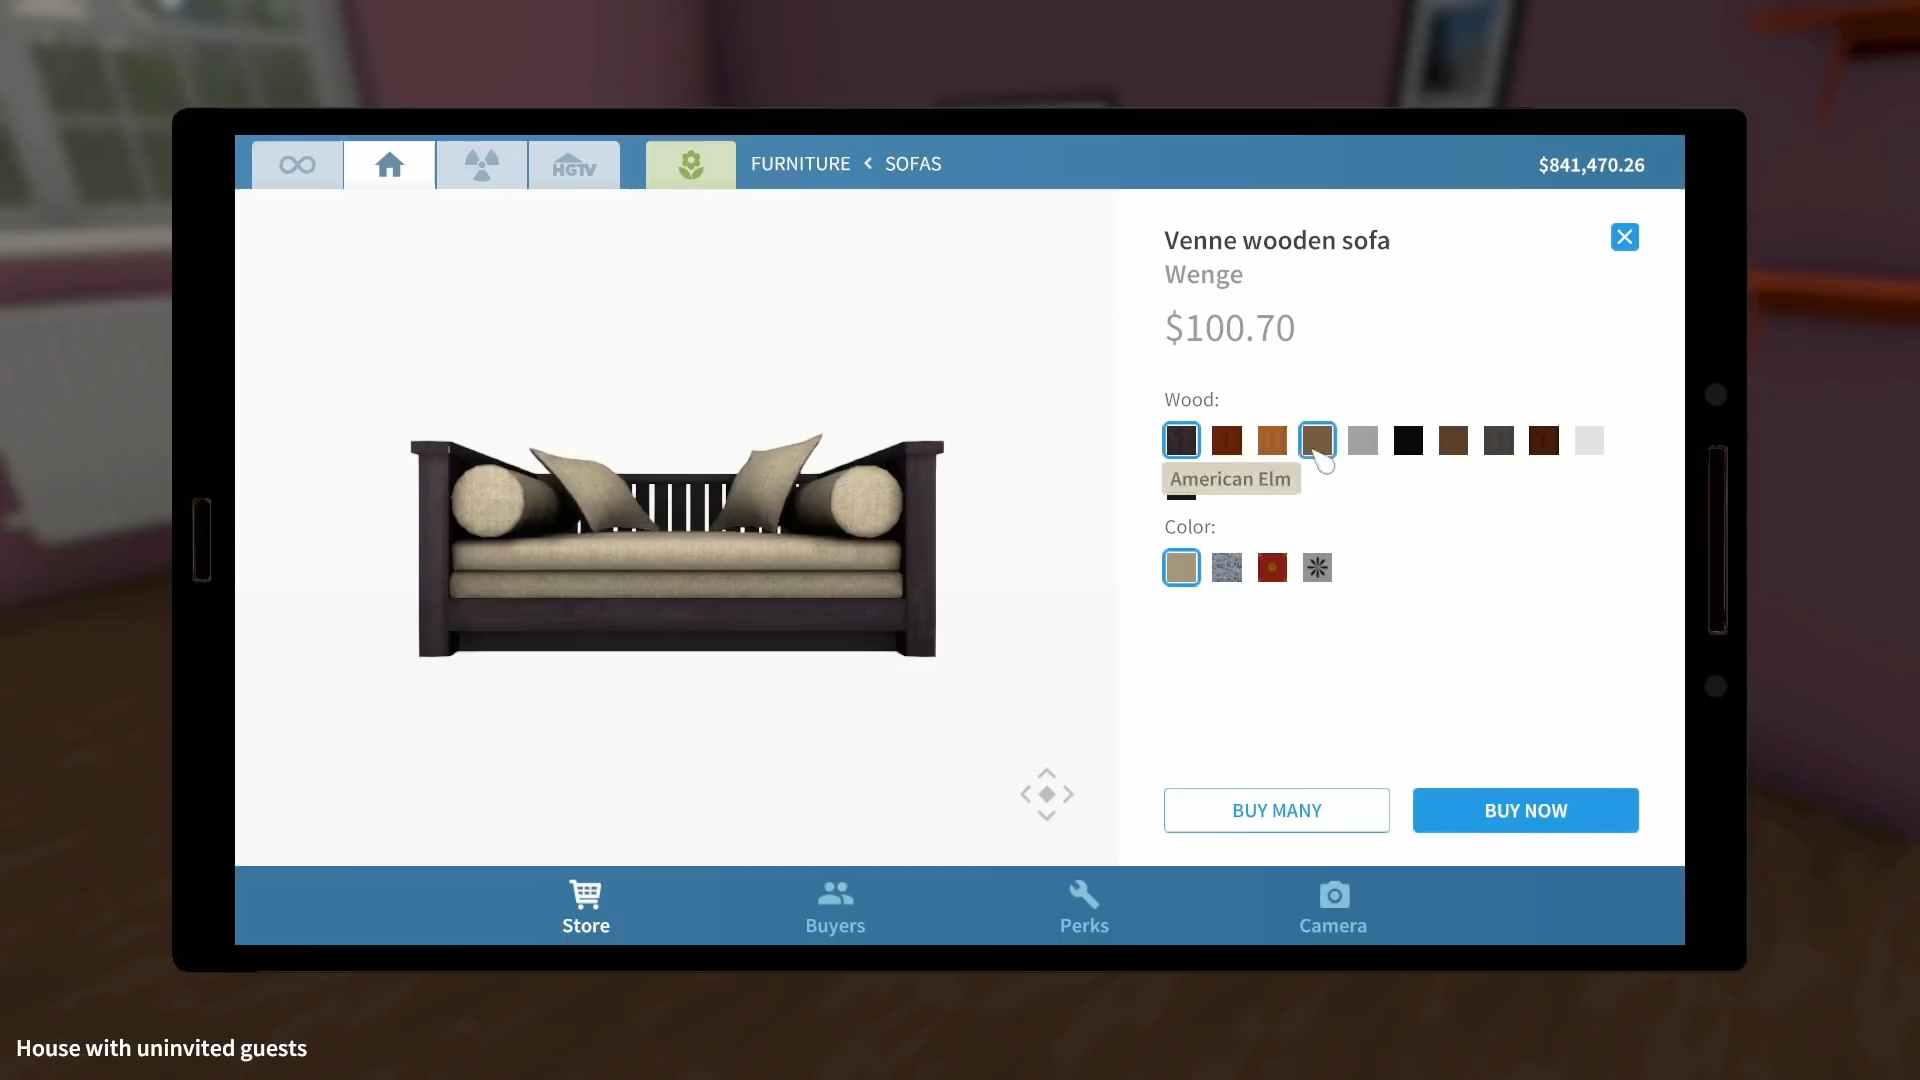 HGTV
FURNITURE < SOFAS
$841,470.26
Venne wooden sofa
Wenge
$100.70
Wood:
American Elm
Color:
BUY MANY
BUY NOW
Store
Buyers
Perks
Camera
House with uninvited guests